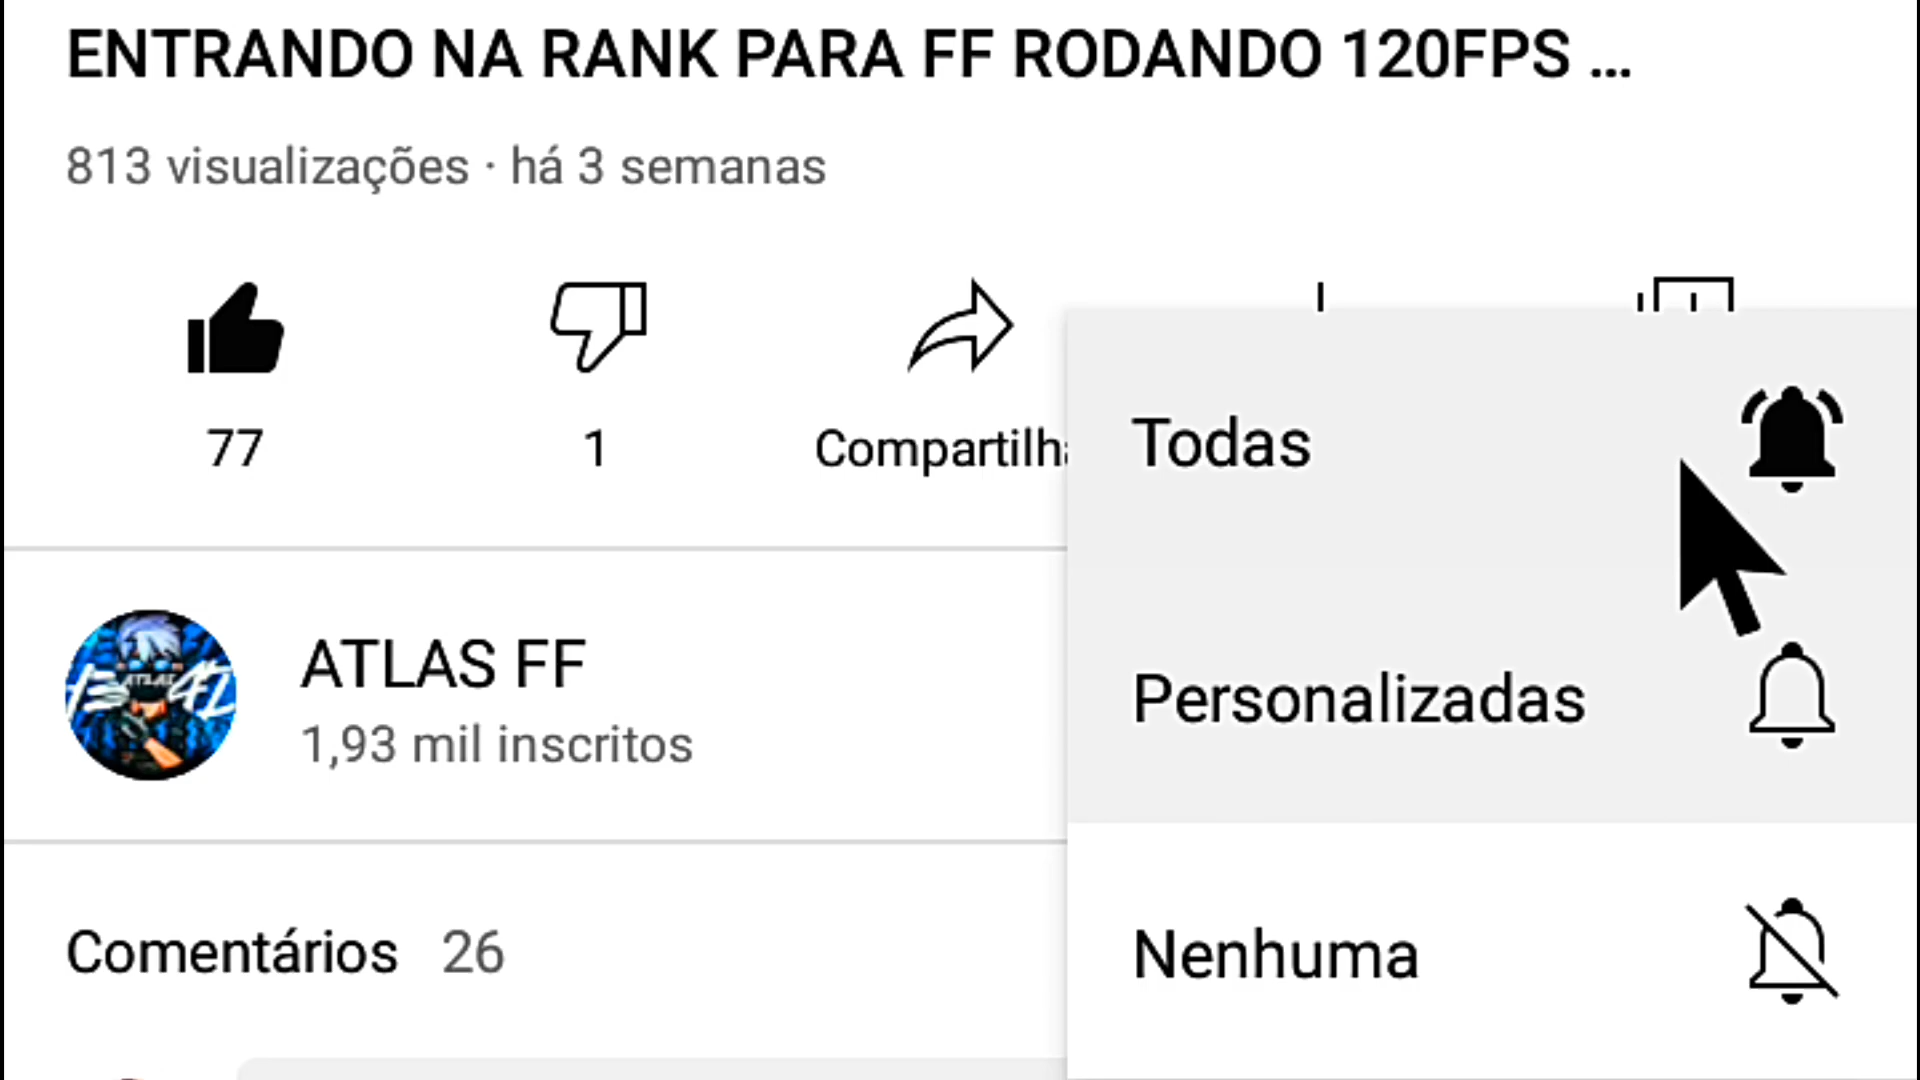 ENTRANDO NA RANK PARA FF RODANDO 120FPS ...
813 visualizações · há 3 semanas
77
1
Compartilha
ATLAS FF
1,93 mil inscritos
Comentários 26
Todas
Personalizadas
Nenhuma